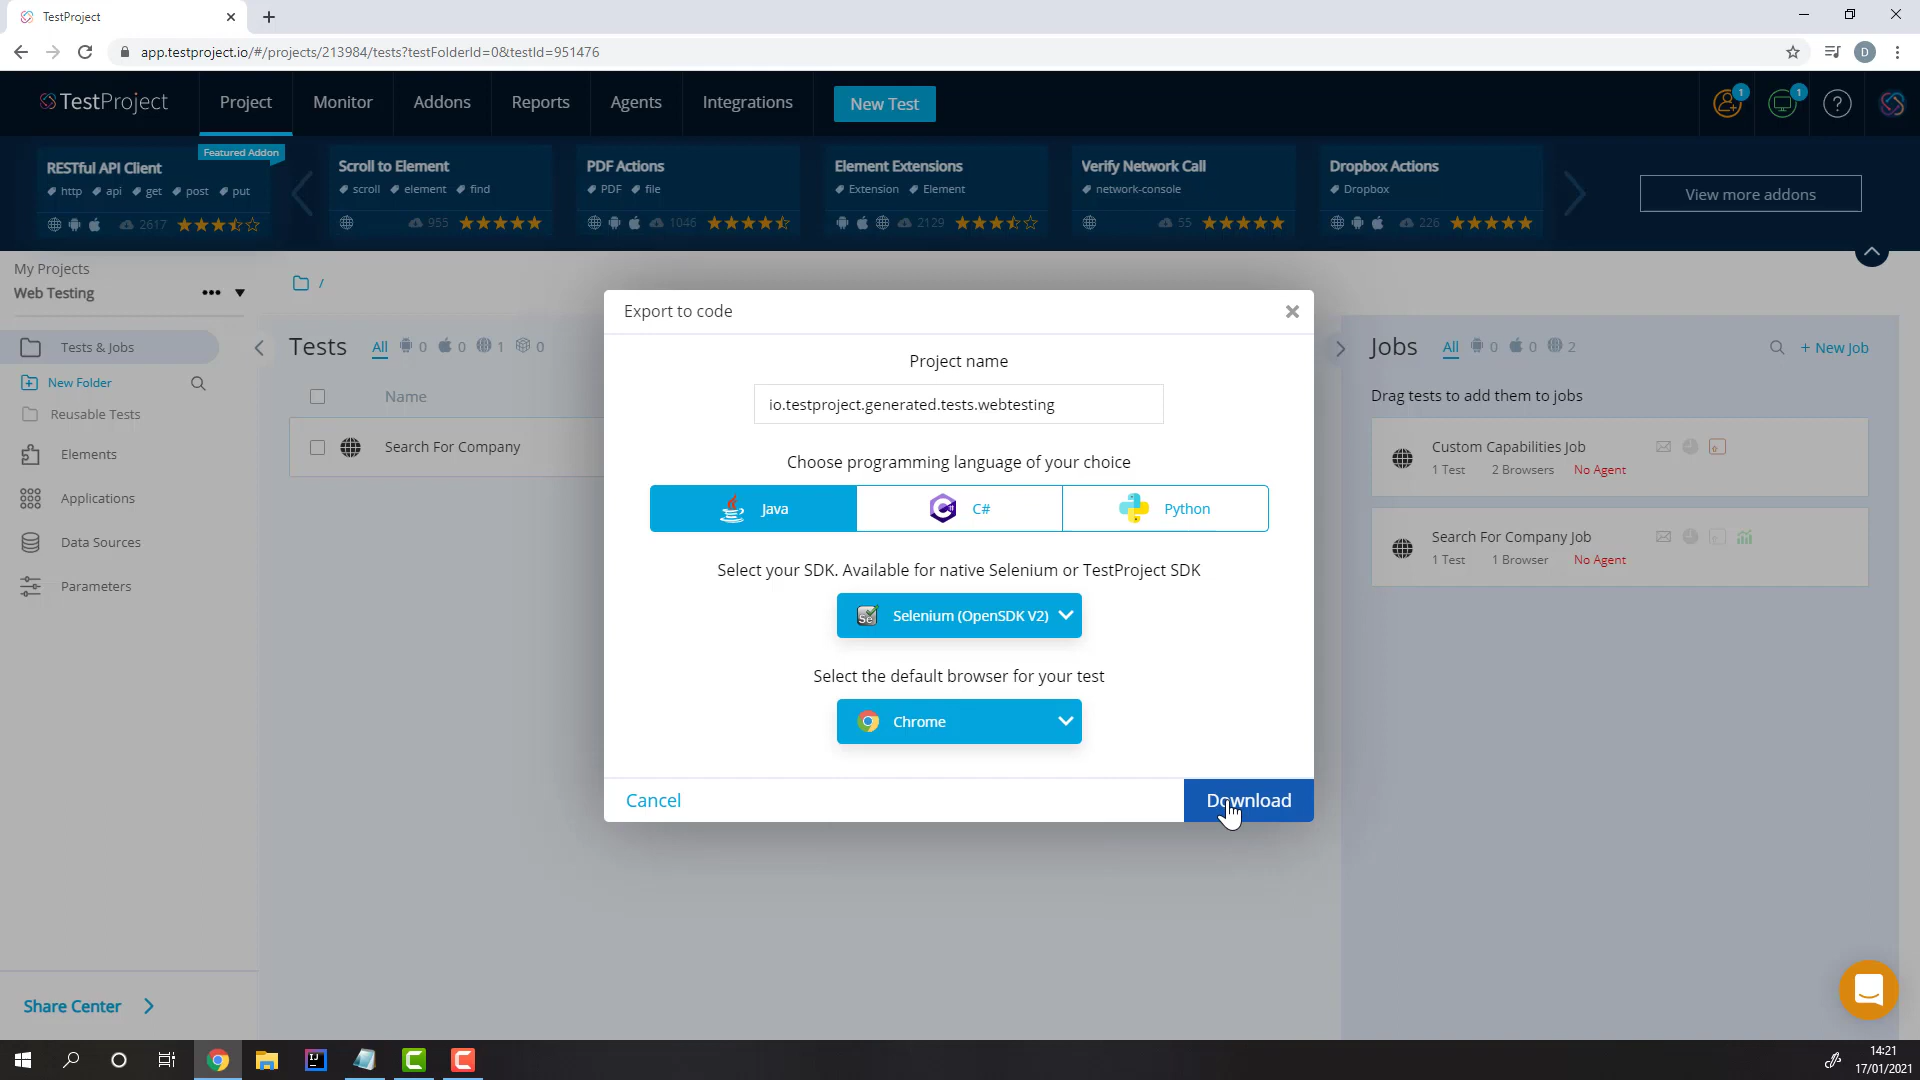 TestProject
app.testproject.io/#/projects/213984/tests?testFolderId=0&testId=951476
D
TestProject
Project
Monitor
Addons
Reports
Agents
Integrations
New Test
1
1
?
Featured Addon
RESTful API Client
http api get post put
2617
Scroll to Element
scroll element find
955
PDF Actions
PDF file
1046
Element Extensions
Extension Element
2129
Verify Network Call
network-console
55
Dropbox Actions
Dropbox
226
View more addons
My Projects
Web Testing
Tests & Jobs
New Folder
Reusable Tests
Elements
Applications
Data Sources
Parameters
Share Center
/
Tests All 0 0 1 0
Name
Search For Company
Export to code
Project name
io.testproject.generated.tests.webtesting
Choose programming language of your choice
Java
C#
Python
Select your SDK. Available for native Selenium or TestProject SDK
Se Selenium (OpenSDK V2)
Select the default browser for your test
Chrome
Cancel
Download
Jobs All 0 0 2
+ New Job
Drag tests to add them to jobs
Custom Capabilities Job
1 Test 2 Browsers No Agent
Search For Company Job
1 Test 1 Browser No Agent
IJ
C
C
14:21
17/01/2021